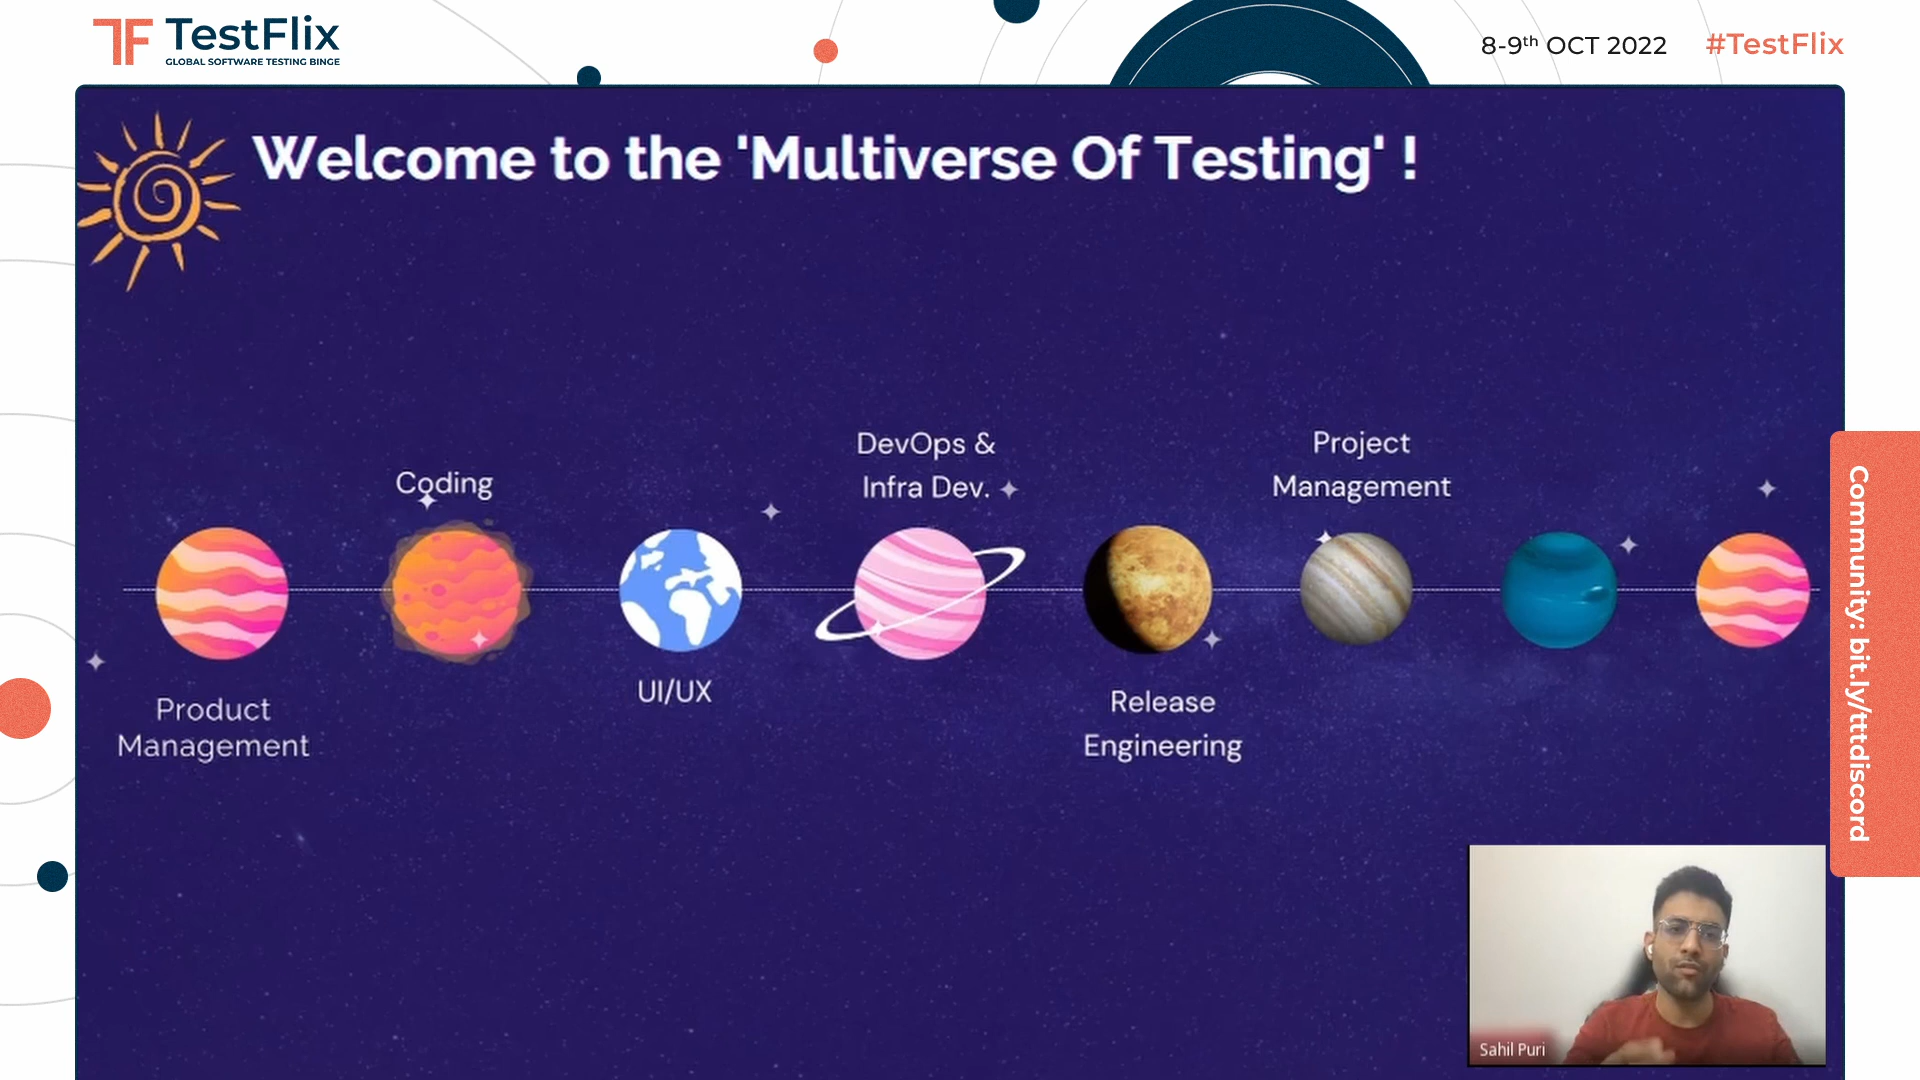 TF TestFlix
GLOBAL SOFTWARE TESTING BINGE
8-9th OCT 2022
#TestFlix
Welcome to the 'Multiverse Of Testing' !
Product
Management
Coding
UI/UX
DevOps &
Infra Dev.
Release
Engineering
Project
Management
Community: bit.ly/tttdiscord
Sahil Puri